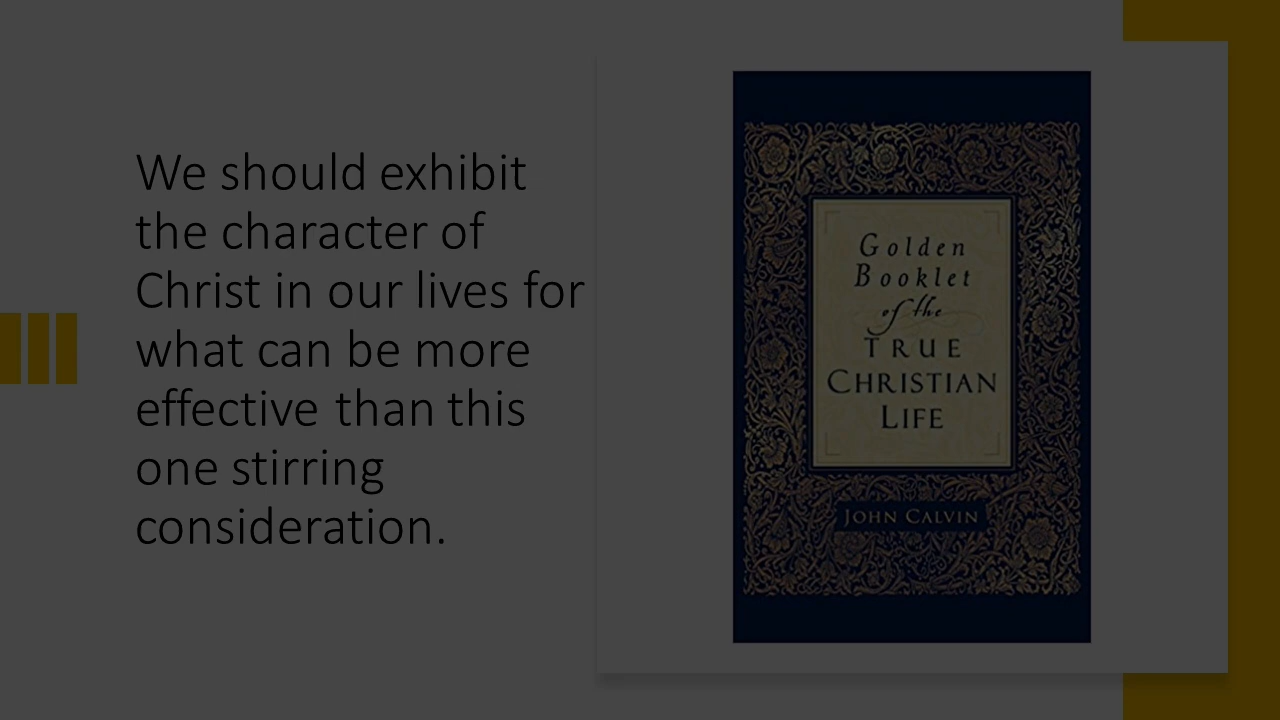 We should exhibit
the character of
Christ in our lives for
what can be more
effective than this
one stirring
consideration.
Golden
Booklet
of the
TRUE
CHRISTIAN
LIFE
JOHN CALVIN